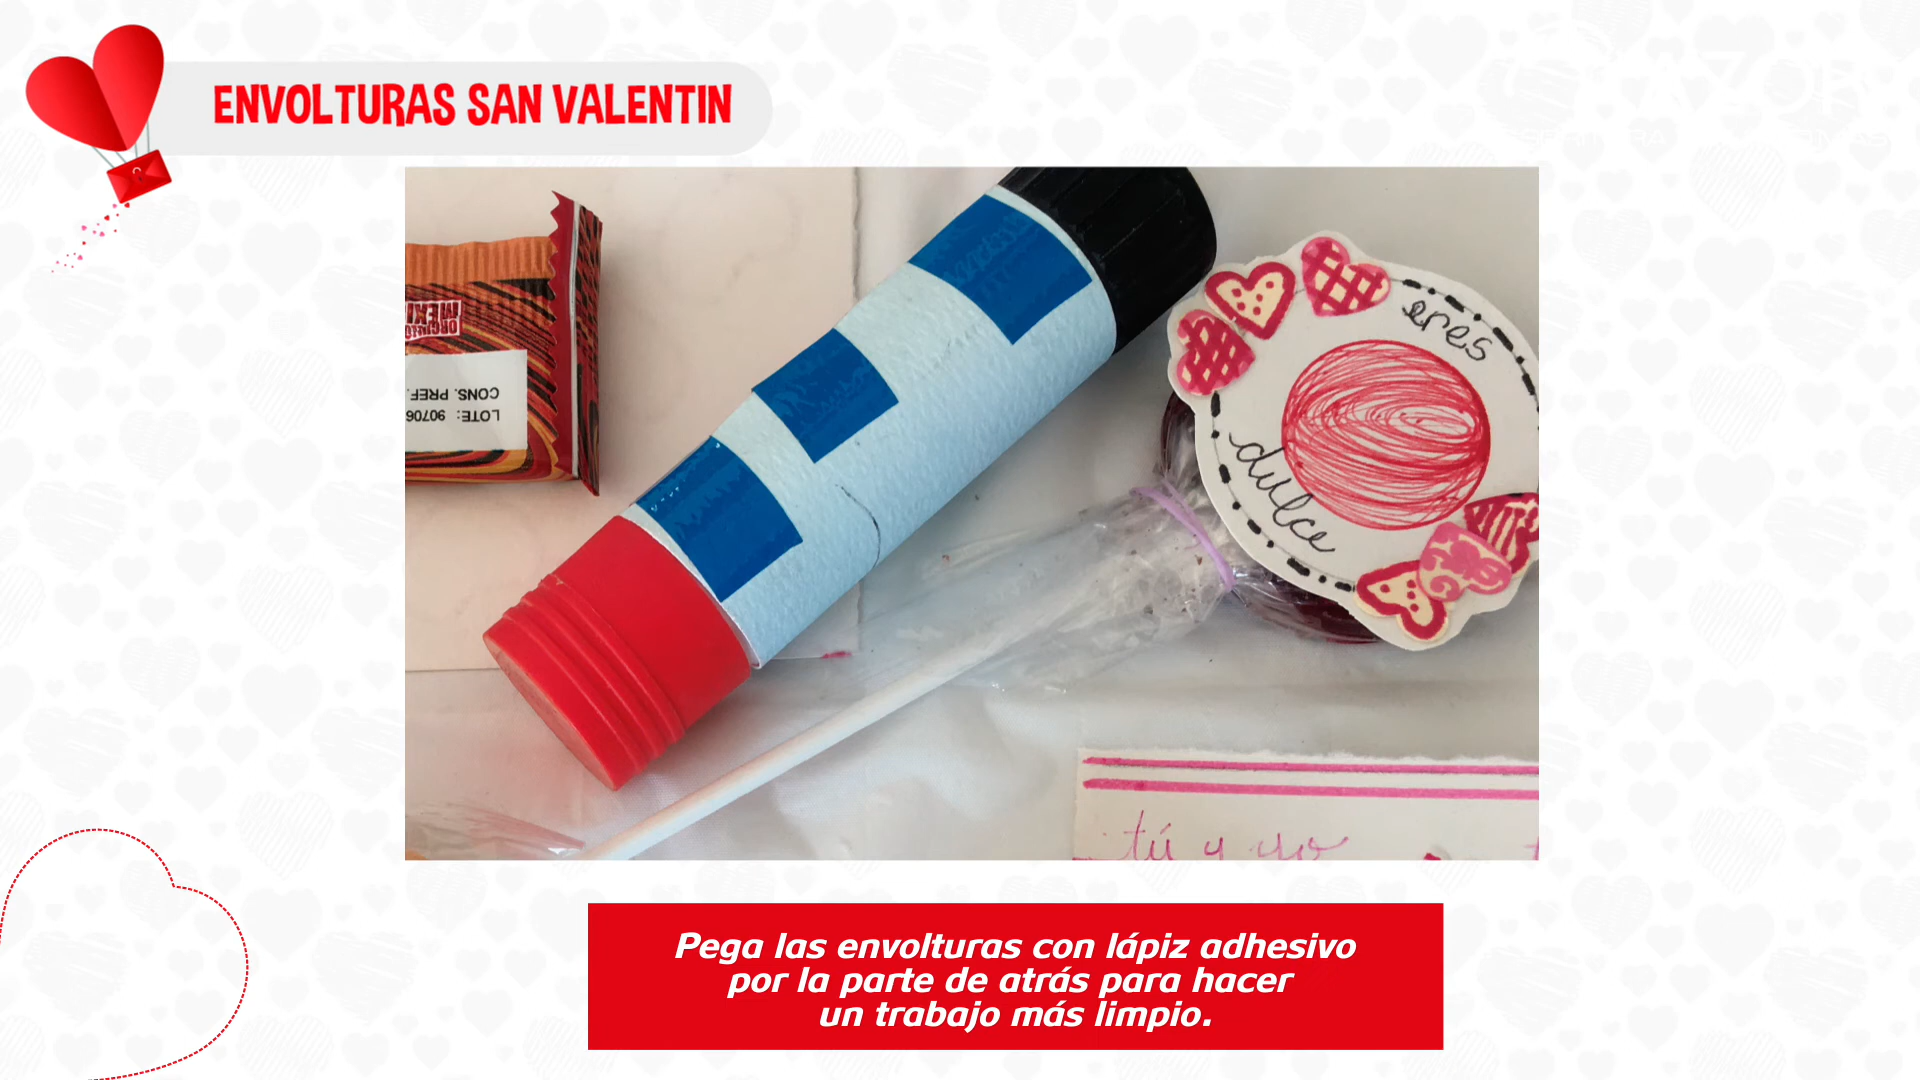 ENVOLTURAS SAN VALENTIN
eres
dulce
CONS. PREF.
LOTE: 90706
tú y yo
Pega las envolturas con lápiz adhesivo
por la parte de atrás para hacer
un trabajo más limpio.